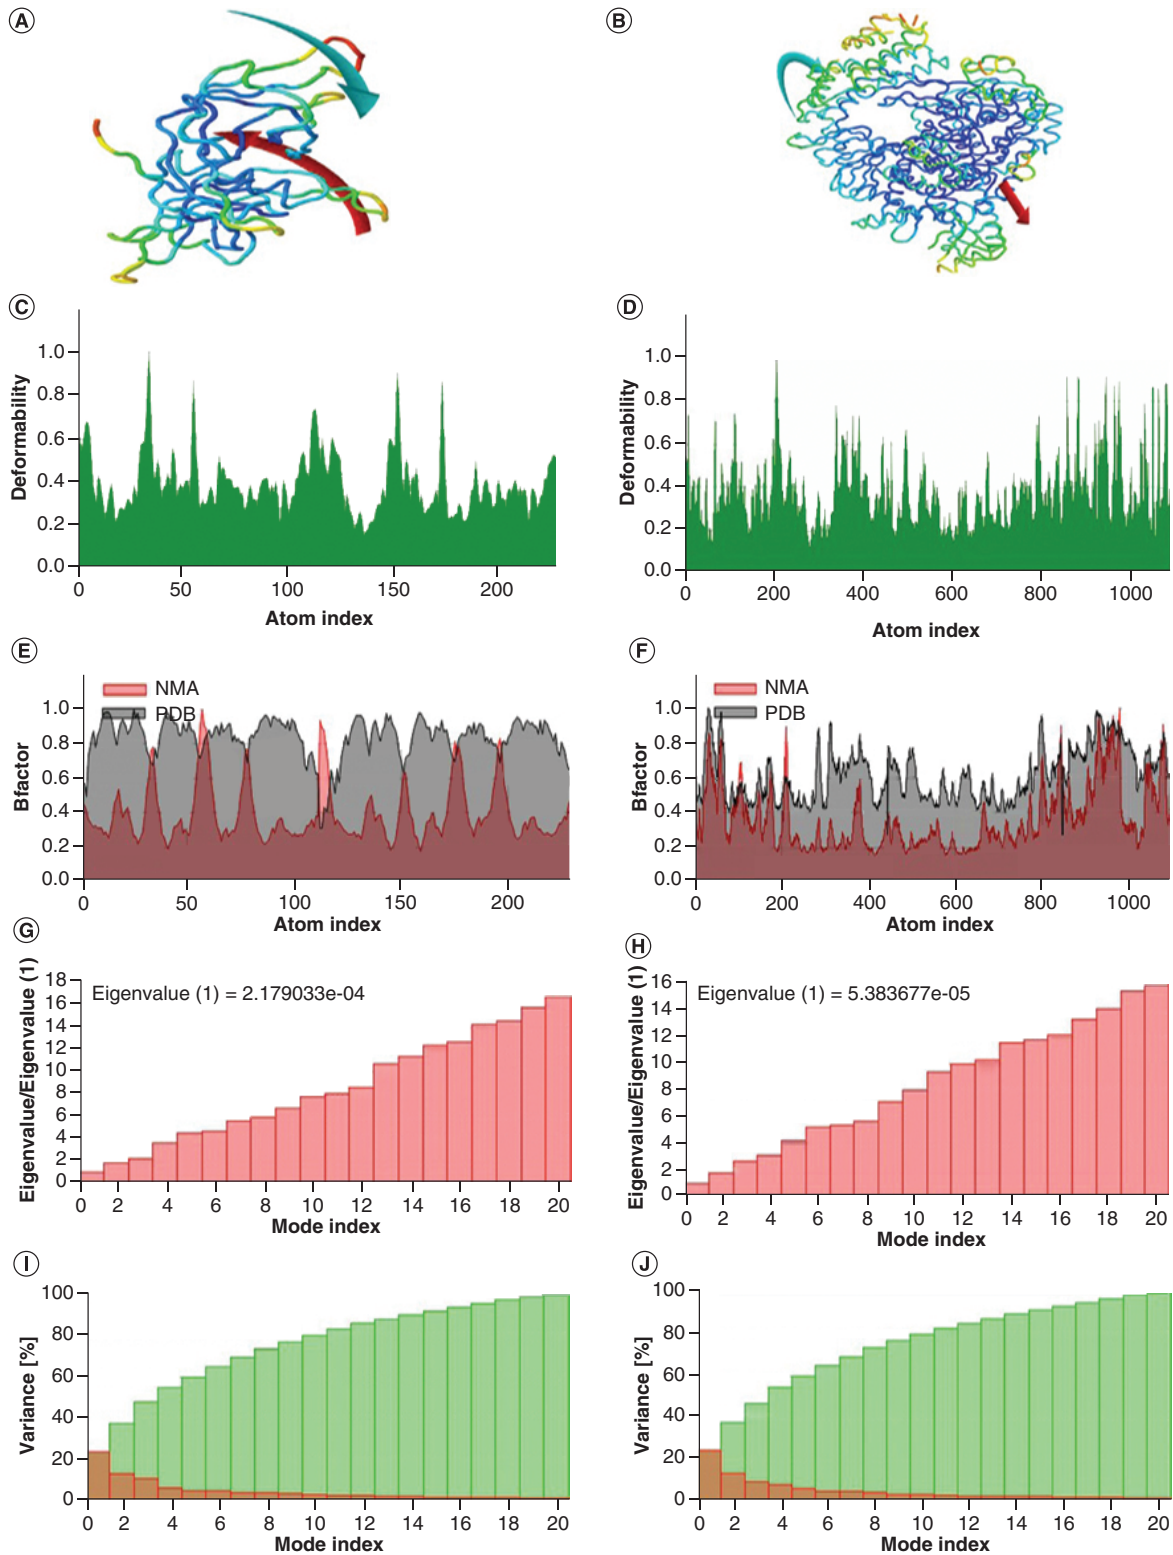 A
B
C
D
Deformability
1.0
0.8
0.6
0.4
0.2
0.0
0 50 100 150 200
Atom index
Deformability
1.0
0.8
0.6
0.4
0.2
0.0
0 200 400 600 800 1000
Atom index
E
F
NMA
PDB
Bfactor
1.0
0.8
0.6
0.4
0.2
0.0
0 50 100 150 200
Atom index
NMA
PDB
Bfactor
1.0
0.8
0.6
0.4
0.2
0.0
0 200 400 600 800 1000
Atom index
G
H
Eigenvalue/Eigenvalue (1)
Eigenvalue (1) = 2.179033e-04
18
16
14
12
10
8
6
4
2
0
0 2 4 6 8 10 12 14 16 18 20
Mode index
Eigenvalue/Eigenvalue (1)
Eigenvalue (1) = 5.383677e-05
16
14
12
10
8
6
4
2
0
0 2 4 6 8 10 12 14 16 18 20
Mode index
I
J
Variance [%]
100
80
60
40
20
0
0 2 4 6 8 10 12 14 16 18 20
Mode index
Variance [%]
100
80
60
40
20
0
0 2 4 6 8 10 12 14 16 18 20
Mode index